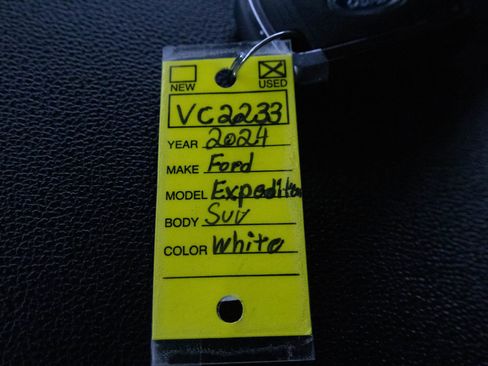 NEW USED
VC2233
YEAR 2024
MAKE Ford
MODEL Expedition
BODY SUV
COLOR White